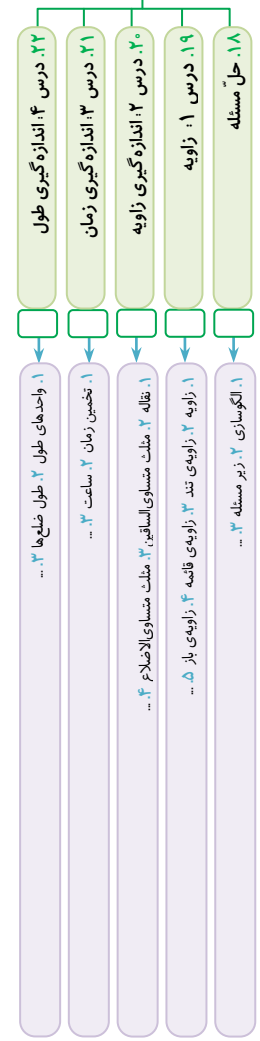 ۱۸. حلّ مسئله
۱. الگوسازی ۲. زیر مسئله ۳. ...
۱۹. درس ۱: زاویه
۱. زاویه ۲. زاویه‌ی تند ۳. زاویه‌ی قائمه ۴. زاویه‌ی باز ۵. ...
۲۰. درس ۲: اندازه‌گیری زاویه
۱. نقاله ۲. مثلث متساوی‌الساقین ۳. مثلث متساوی‌الاضلاع ۴. ...
۲۱. درس ۳: اندازه‌گیری زمان
۱. تخمین زمان ۲. ساعت ۳. ...
۲۲. درس ۴: اندازه‌گیری طول
۱. واحدهای طول ۲. طول ضلع‌ها ۳. ...